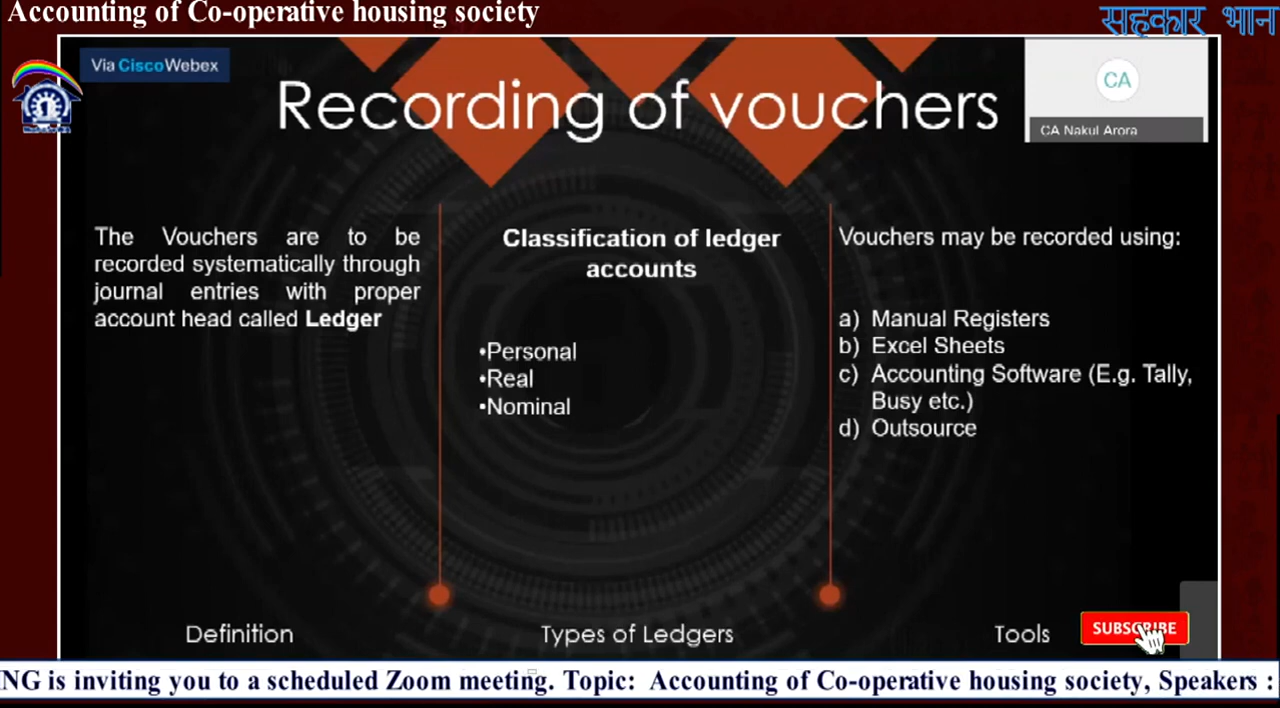 Accounting of Co-operative housing society
सहकार भान
Via CiscoWebex
CA
CA Nakul Arora
Recording of vouchers
The Vouchers are to be
recorded systematically through
journal entries with proper
account head called Ledger
Classification of ledger
accounts
•Personal
•Real
•Nominal
Vouchers may be recorded using:
a) Manual Registers
b) Excel Sheets
c) Accounting Software (E.g. Tally,
Busy etc.)
d) Outsource
Definition
Types of Ledgers
Tools
SUBSCRIBE
NG is inviting you to a scheduled Zoom meeting. Topic: Accounting of Co-operative housing society, Speakers :